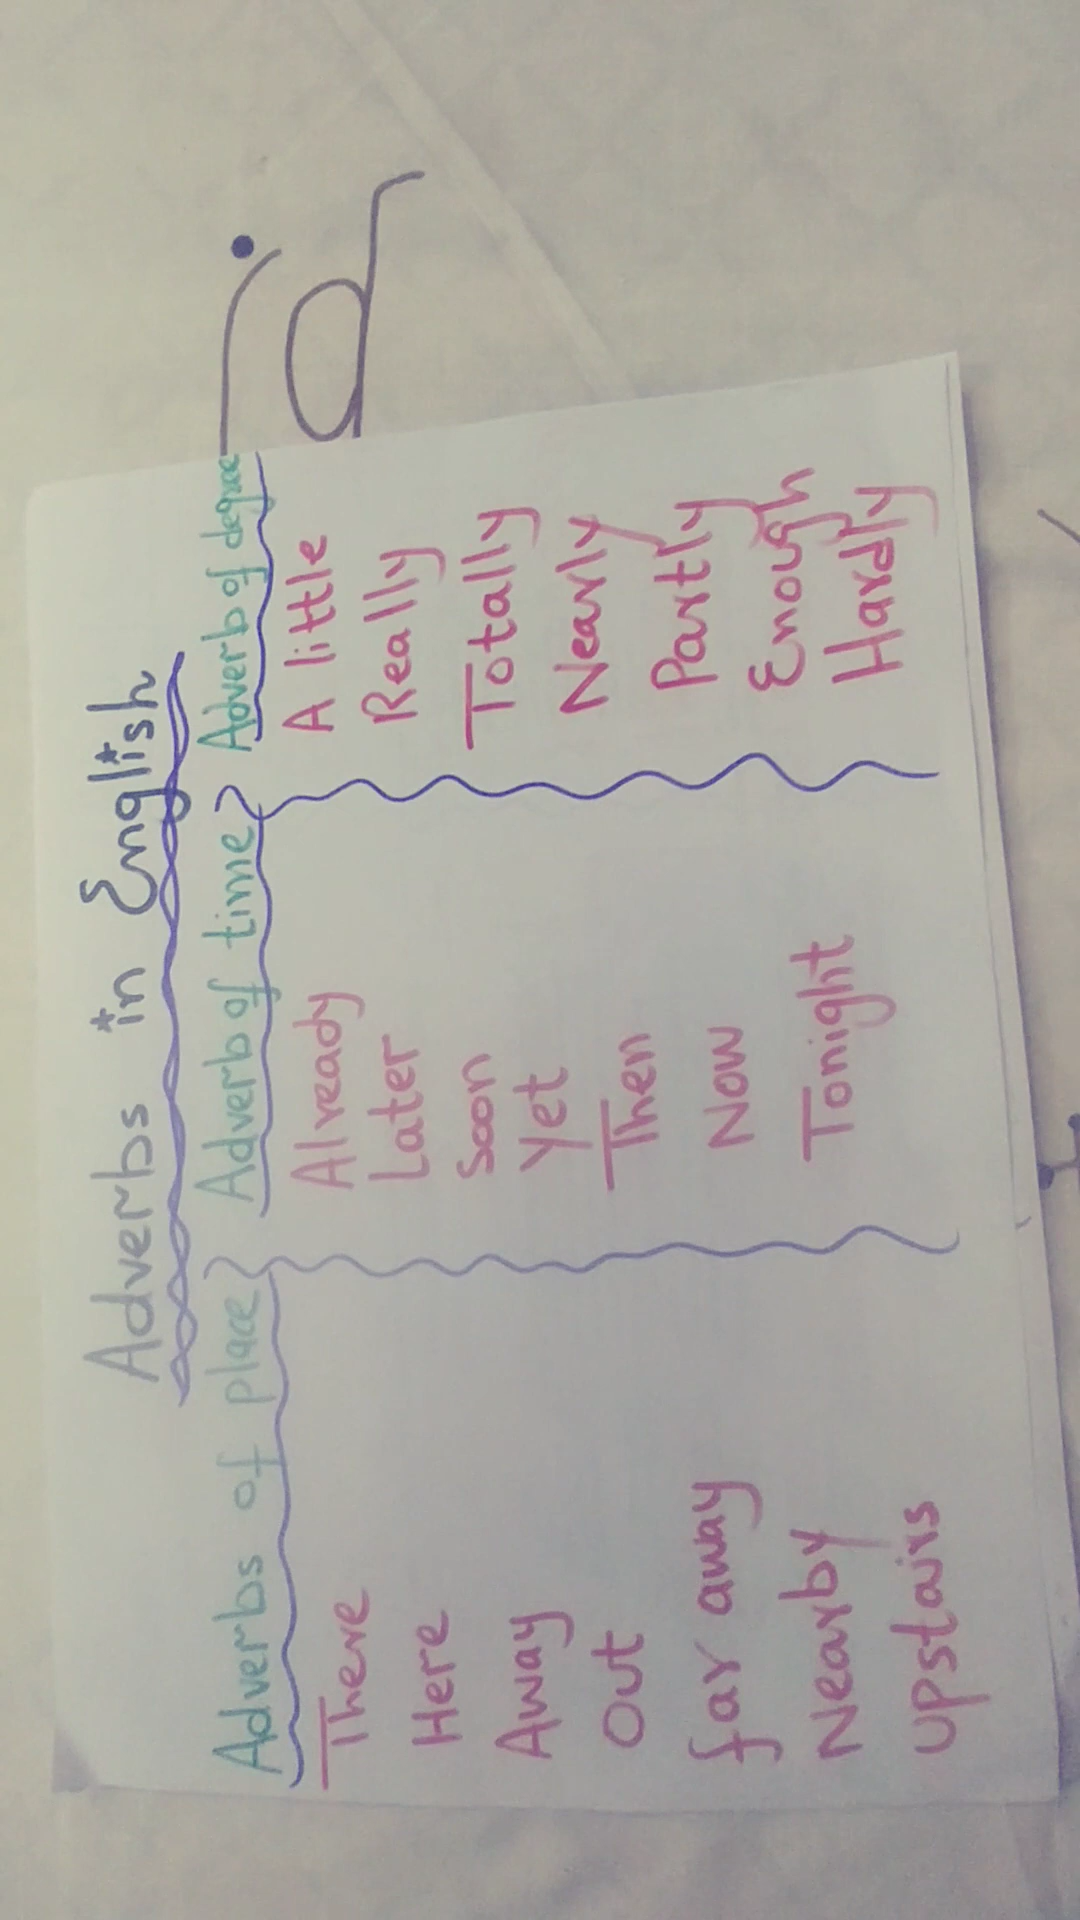 Adverbs in English
Adverbs of place
There
Here
Away
Out
far away
Nearby
upstairs
Adverb of time
Already
Later
soon
Yet
Then
Now
Tonight
Adverb of degree
A little
Really
Totally
Nearly
Partly
Enough
Hardly